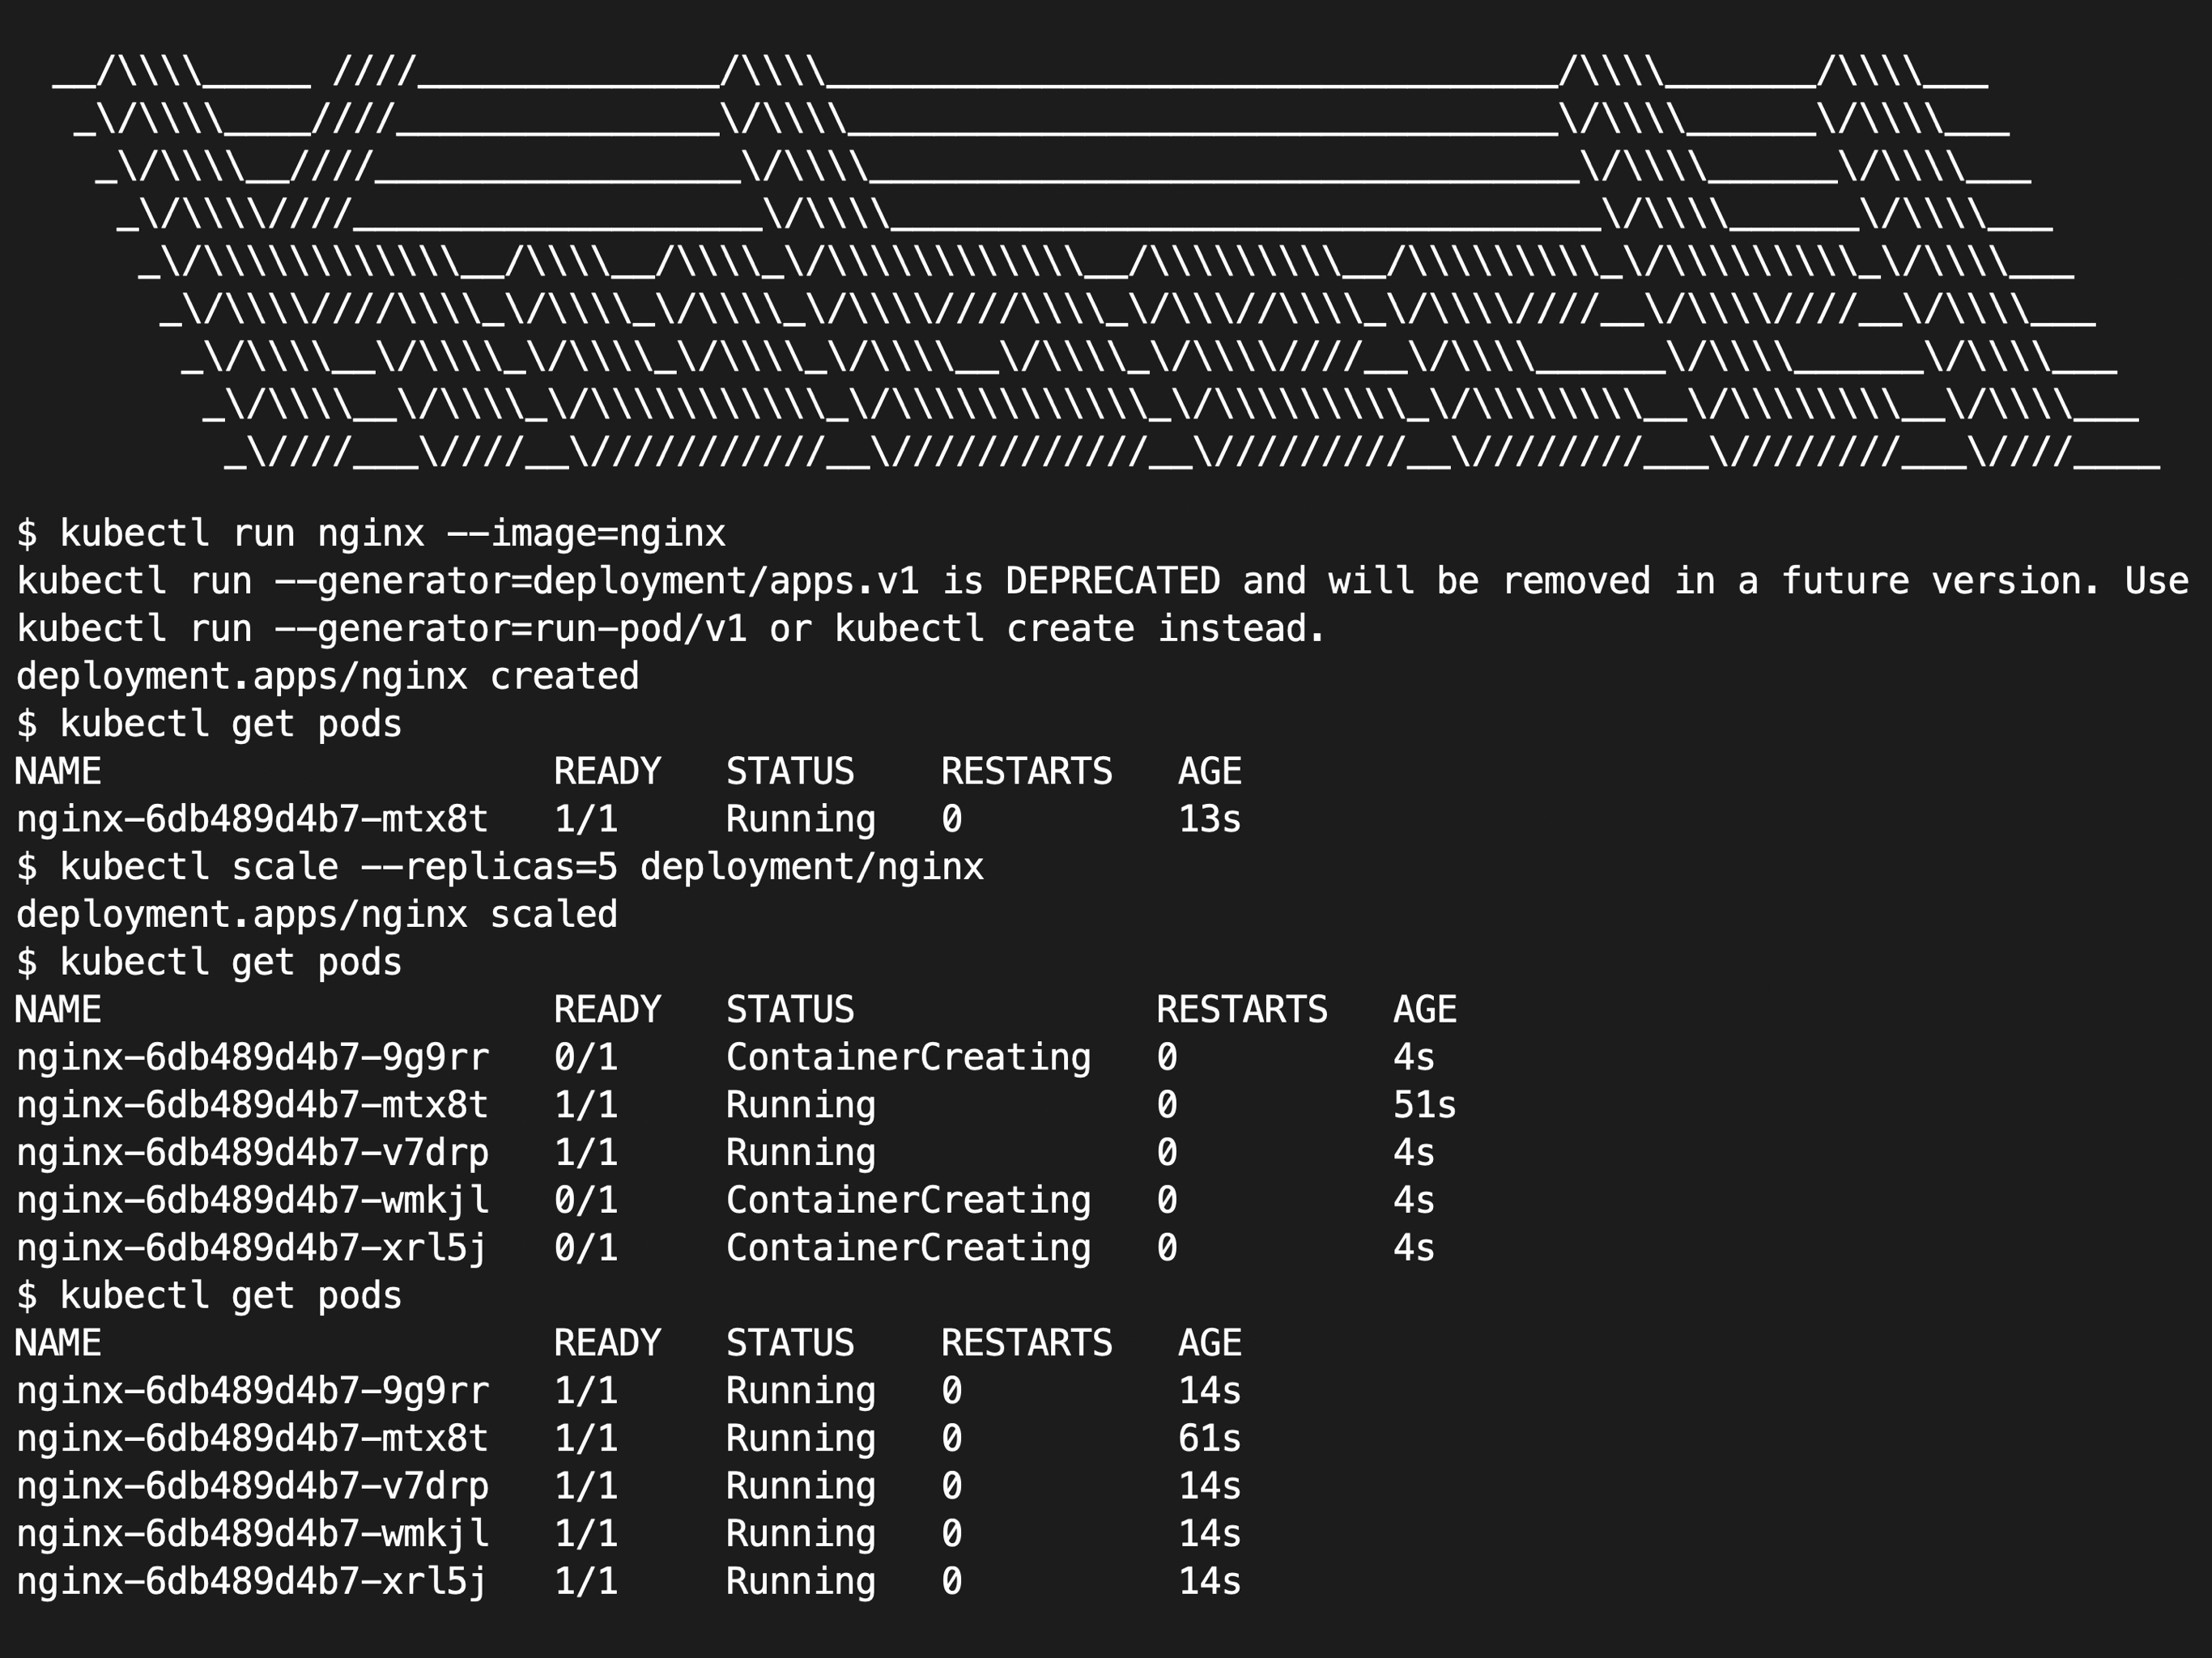 kubectl
$ kubectl run nginx --image=nginx
kubectl run --generator=deployment/apps.v1 is DEPRECATED and will be removed in a future version. Use
kubectl run --generator=run-pod/v1 or kubectl create instead.
deployment.apps/nginx created
$ kubectl get pods
NAME                     READY   STATUS    RESTARTS   AGE
nginx-6db489d4b7-mtx8t   1/1     Running   0          13s
$ kubectl scale --replicas=5 deployment/nginx
deployment.apps/nginx scaled
$ kubectl get pods
NAME                     READY   STATUS              RESTARTS   AGE
nginx-6db489d4b7-9g9rr   0/1     ContainerCreating   0          4s
nginx-6db489d4b7-mtx8t   1/1     Running             0          51s
nginx-6db489d4b7-v7drp   1/1     Running             0          4s
nginx-6db489d4b7-wmkjl   0/1     ContainerCreating   0          4s
nginx-6db489d4b7-xrl5j   0/1     ContainerCreating   0          4s
$ kubectl get pods
NAME                     READY   STATUS    RESTARTS   AGE
nginx-6db489d4b7-9g9rr   1/1     Running   0          14s
nginx-6db489d4b7-mtx8t   1/1     Running   0          61s
nginx-6db489d4b7-v7drp   1/1     Running   0          14s
nginx-6db489d4b7-wmkjl   1/1     Running   0          14s
nginx-6db489d4b7-xrl5j   1/1     Running   0          14s